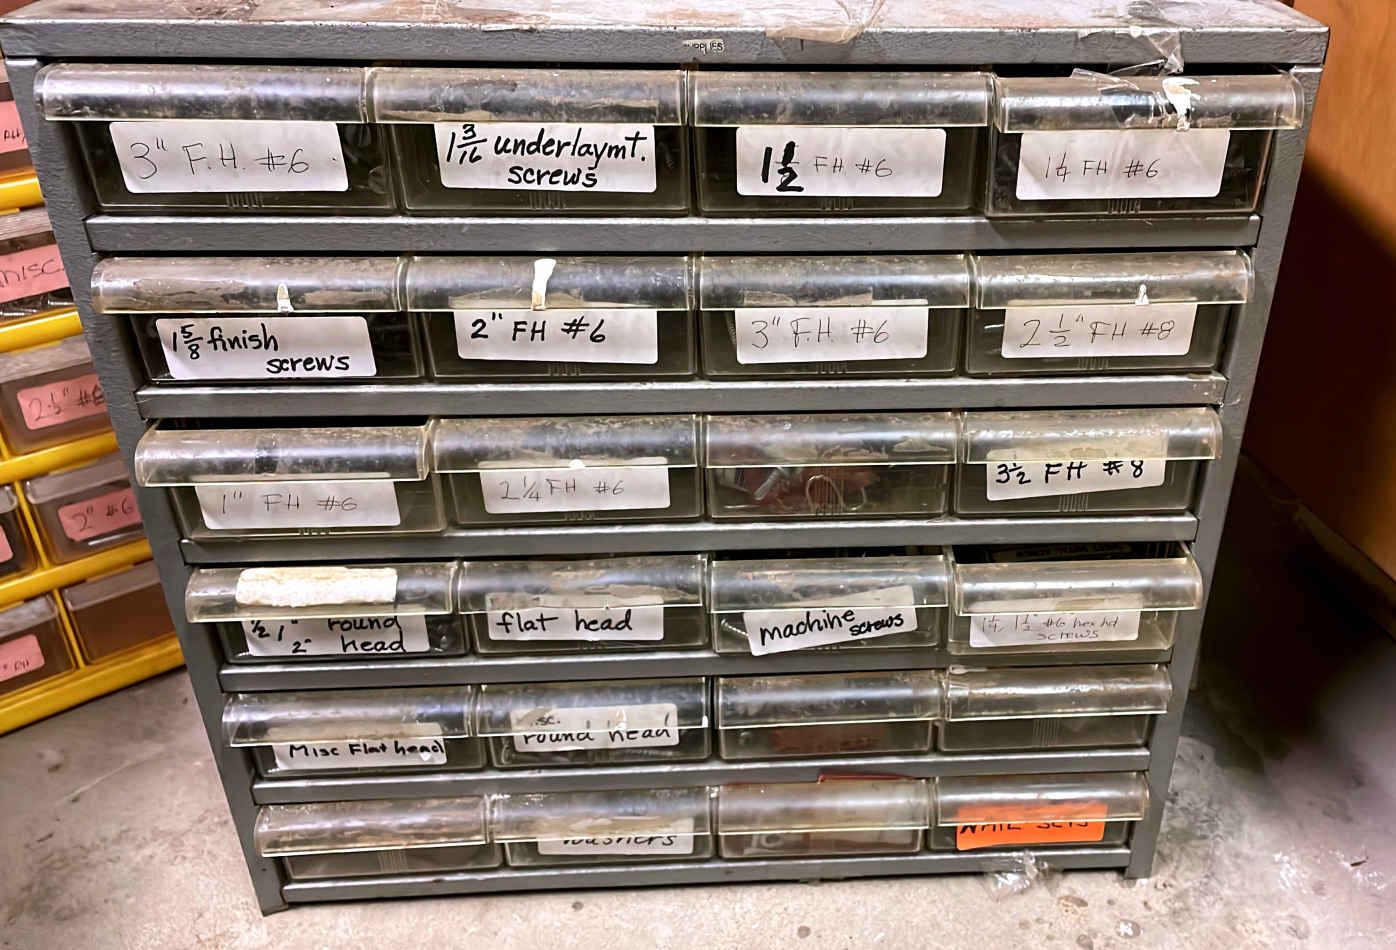 SUPPLIES
3" F.H. #6
1 3/16 underlaymt.
screws
1 1/2 FH #6
1 1/4 FH #6
1 5/8 finish
screws
2" FH #6
3" F.H. #6
2 1/2" FH #8
1" FH #6
2 1/4 FH #6
3 1/2 FH #8
1/2 1" round
2" head
flat head
machine
screws
1 1/4, 1 1/2" #6 hex hd
screws
Misc Flat head
round head
washers
NAIL SETS
MISC
2 1/2" #8
2" #6